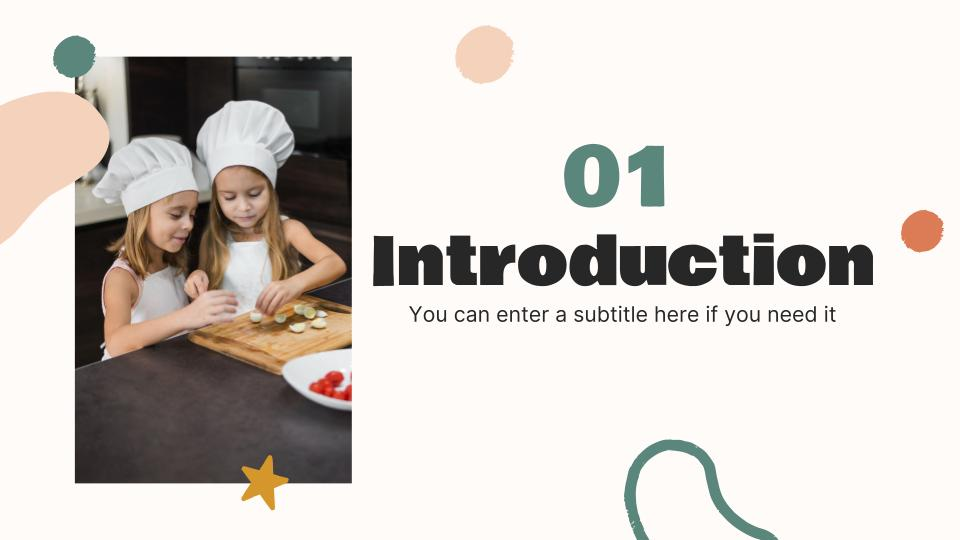 01
Introduction
You can enter a subtitle here if you need it